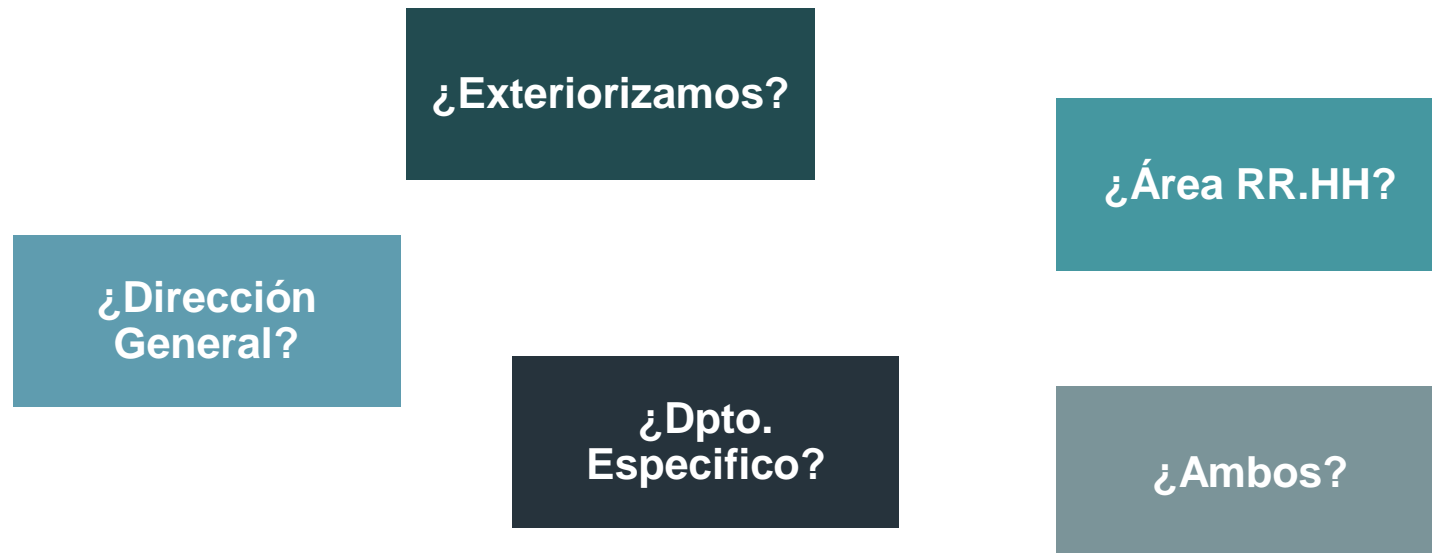 ¿Exteriorizamos?
¿Área RR.HH?
¿Dirección
General?
¿Dpto.
Especifico?
¿Ambos?